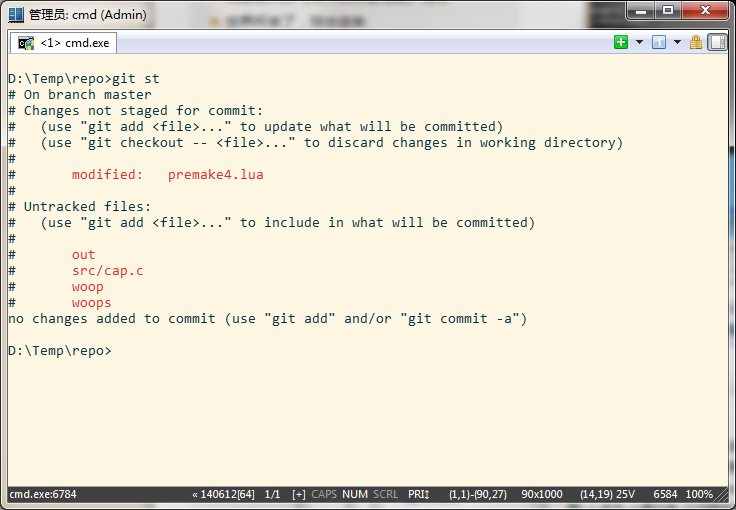 管理员: cmd (Admin)
<1> cmd.exe
D:\Temp\repo>git st
# On branch master
# Changes not staged for commit:
#   (use "git add <file>..." to update what will be committed)
#   (use "git checkout -- <file>..." to discard changes in working directory)
#
#       modified:   premake4.lua
#
# Untracked files:
#   (use "git add <file>..." to include in what will be committed)
#
#       out
#       src/cap.c
#       woop
#       woops
no changes added to commit (use "git add" and/or "git commit -a")
D:\Temp\repo>
cmd.exe:6784 « 140612[64] 1/1 [+] CAPS NUM SCRL PRI↕ (1,1)-(90,27) 90x1000 (14,19) 25V 6584 100%